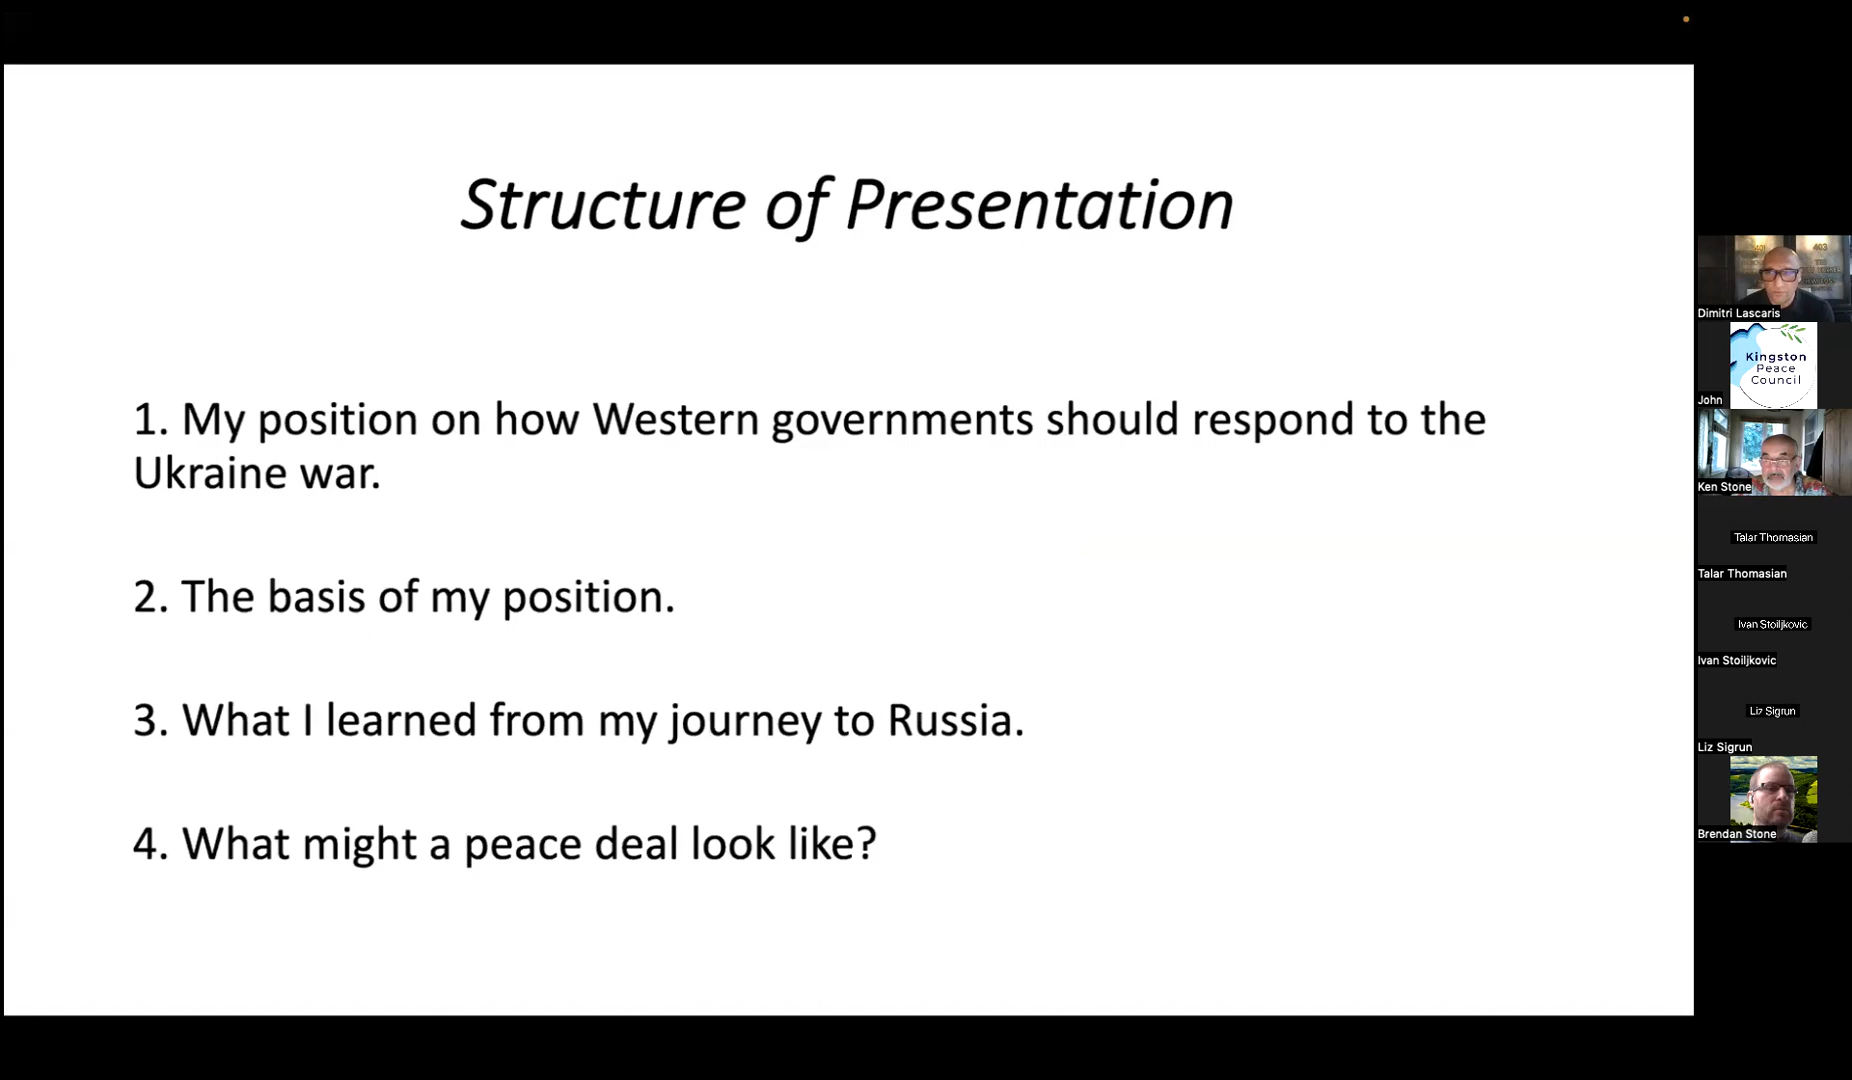 Structure of Presentation
1. My position on how Western governments should respond to the
Ukraine war.
2. The basis of my position.
3. What I learned from my journey to Russia.
4. What might a peace deal look like?
403
Dimitri Lascaris
Kingston
Peace
Council
John
Ken Stone
Talar Thomasian
Talar Thomasian
Ivan Stoiljkovic
Ivan Stoiljkovic
Liz Sigrun
Liz Sigrun
Brendan Stone